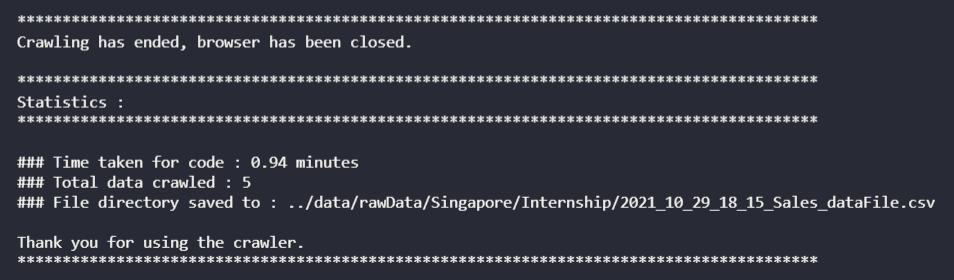 *****************************************************************************************
Crawling has ended, browser has been closed.
*****************************************************************************************
Statistics :
*****************************************************************************************
### Time taken for code : 0.94 minutes
### Total data crawled : 5
### File directory saved to : ../data/rawData/Singapore/Internship/2021_10_29_18_15_Sales_dataFile.csv
Thank you for using the crawler.
*****************************************************************************************